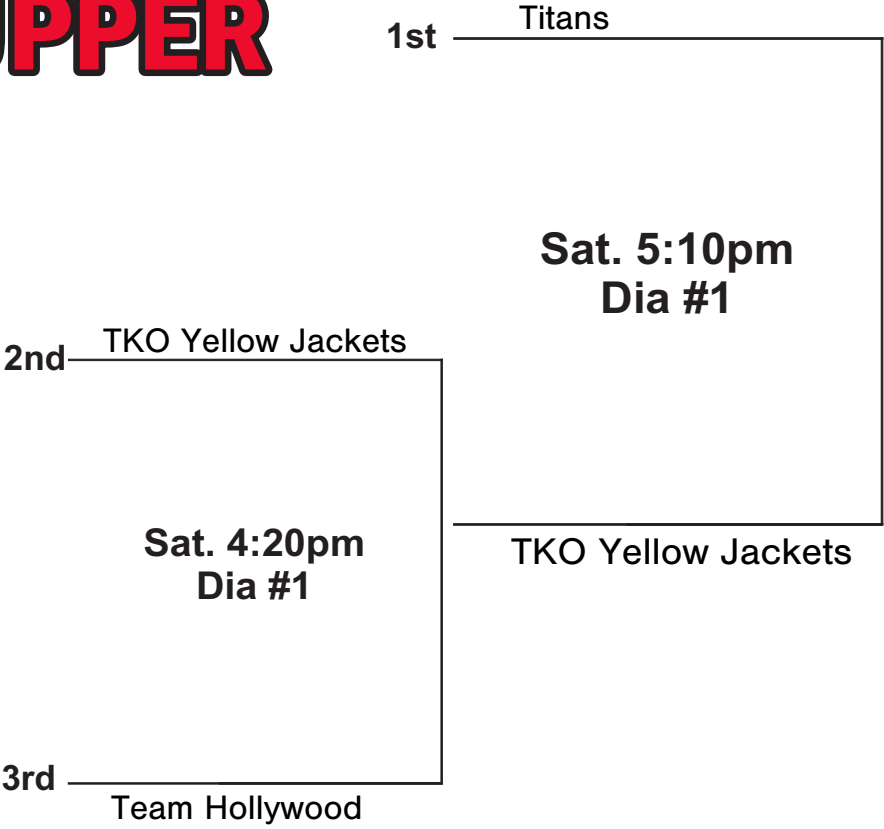 UPPER
1st
Titans
Sat. 5:10pm
Dia #1
2nd
TKO Yellow Jackets
Sat. 4:20pm
Dia #1
TKO Yellow Jackets
3rd
Team Hollywood